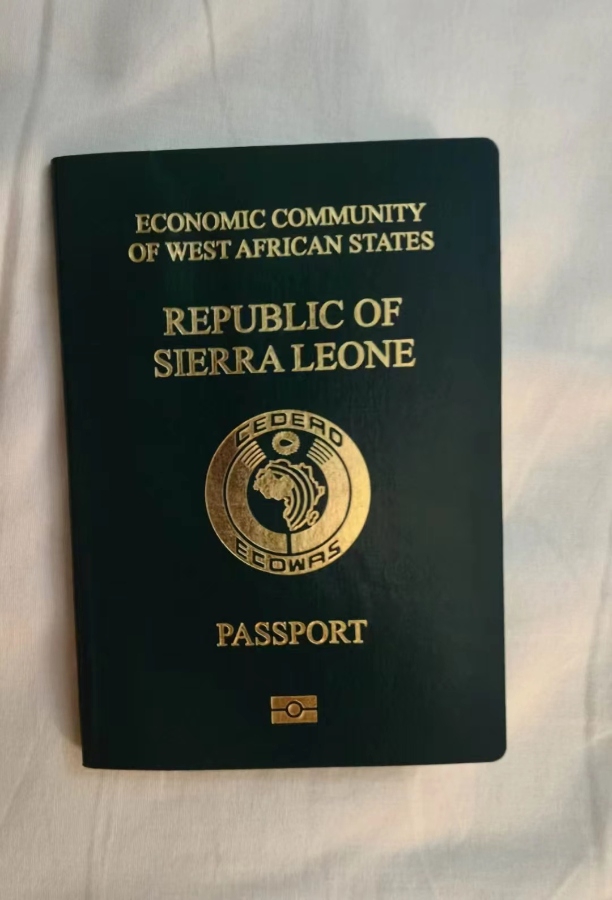 ECONOMIC COMMUNITY
OF WEST AFRICAN STATES
REPUBLIC OF
SIERRA LEONE
CEDEAO
ECOWAS
PASSPORT